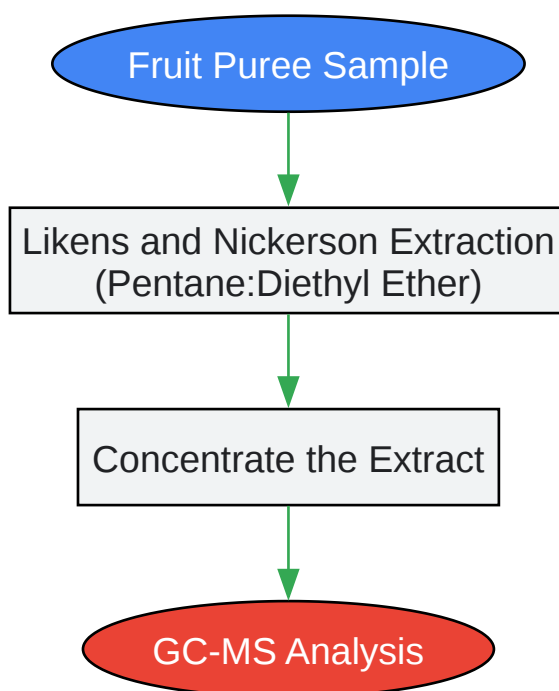 Fruit Puree Sample
Likens and Nickerson Extraction
(Pentane:Diethyl Ether)
Concentrate the Extract
GC-MS Analysis